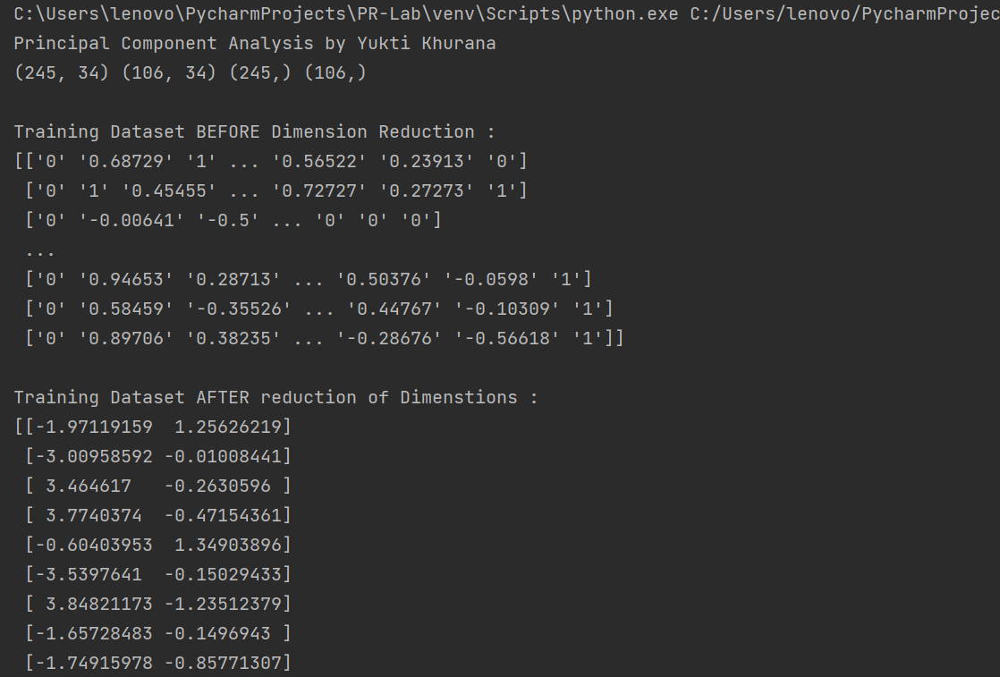 C:\Users\lenovo\PycharmProjects\PR-Lab\venv\Scripts\python.exe C:/Users/lenovo/PycharmProjec
Principal Component Analysis by Yukti Khurana
(245, 34) (106, 34) (245,) (106,)
Training Dataset BEFORE Dimension Reduction :
[['0' '0.68729' '1' ... '0.56522' '0.23913' '0']
['0' '1' '0.45455' ... '0.72727' '0.27273' '1']
['0' '-0.00641' '-0.5' ... '0' '0' '0']
...
['0' '0.94653' '0.28713' ... '0.50376' '-0.0598' '1']
['0' '0.58459' '-0.35526' ... '0.44767' '-0.10309' '1']
['0' '0.89706' '0.38235' ... '-0.28676' '-0.56618' '1']]
Training Dataset AFTER reduction of Dimenstions :
[[-1.97119159  1.25626219]
[-3.00958592 -0.01008441]
[ 3.464617   -0.2630596 ]
[ 3.7740374  -0.47154361]
[-0.60403953  1.34903896]
[-3.5397641  -0.15029433]
[ 3.84821173 -1.23512379]
[-1.65728483 -0.1496943 ]
[-1.74915978 -0.85771307]